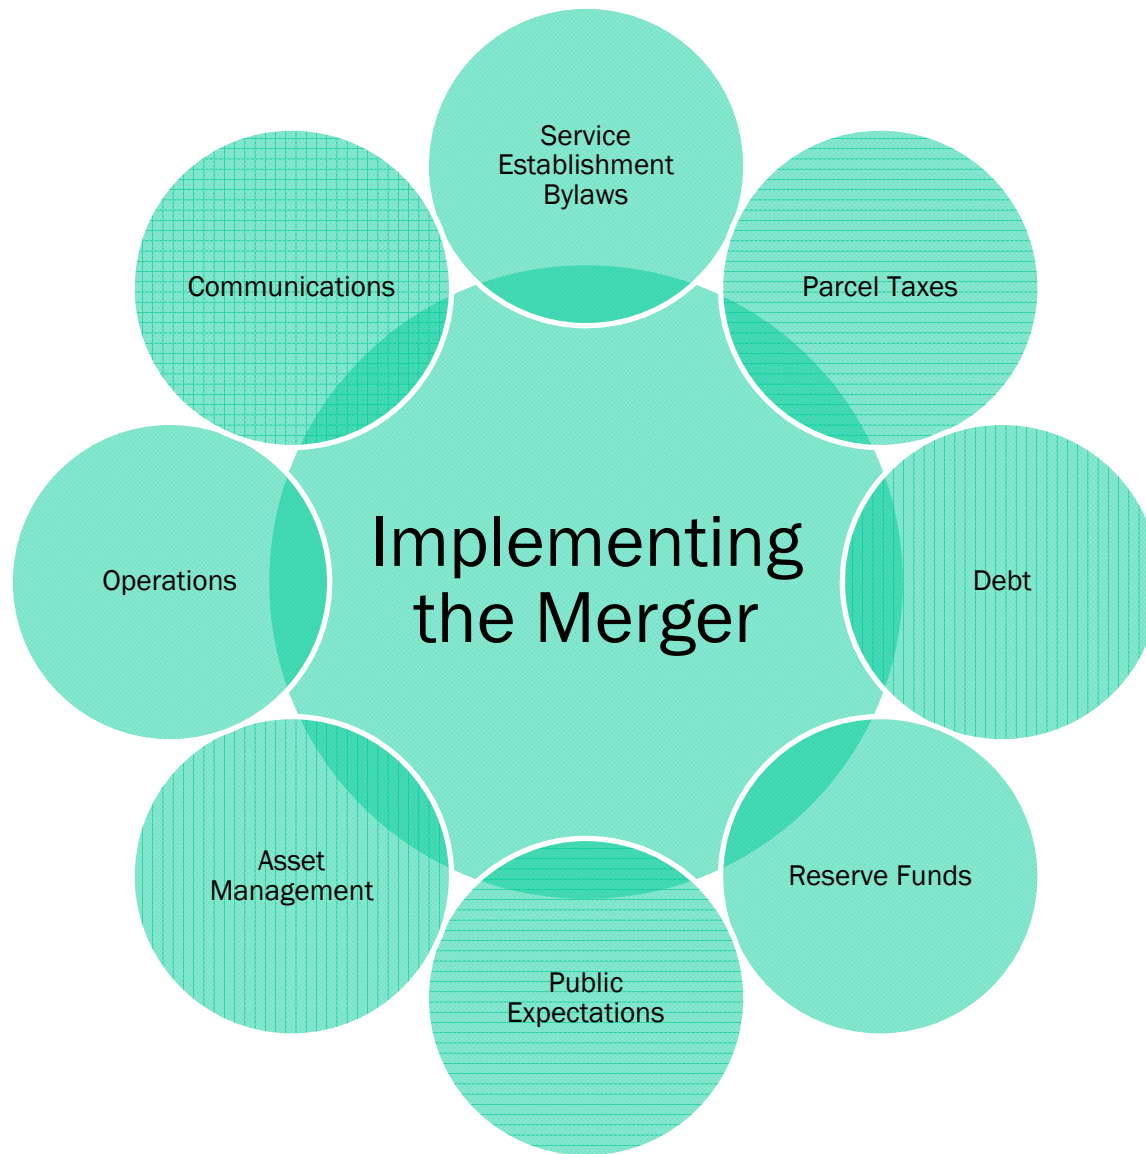 Service
Establishment
Bylaws
Communications
Parcel Taxes
Implementing
the Merger
Operations
Debt
Asset
Management
Reserve Funds
Public
Expectations